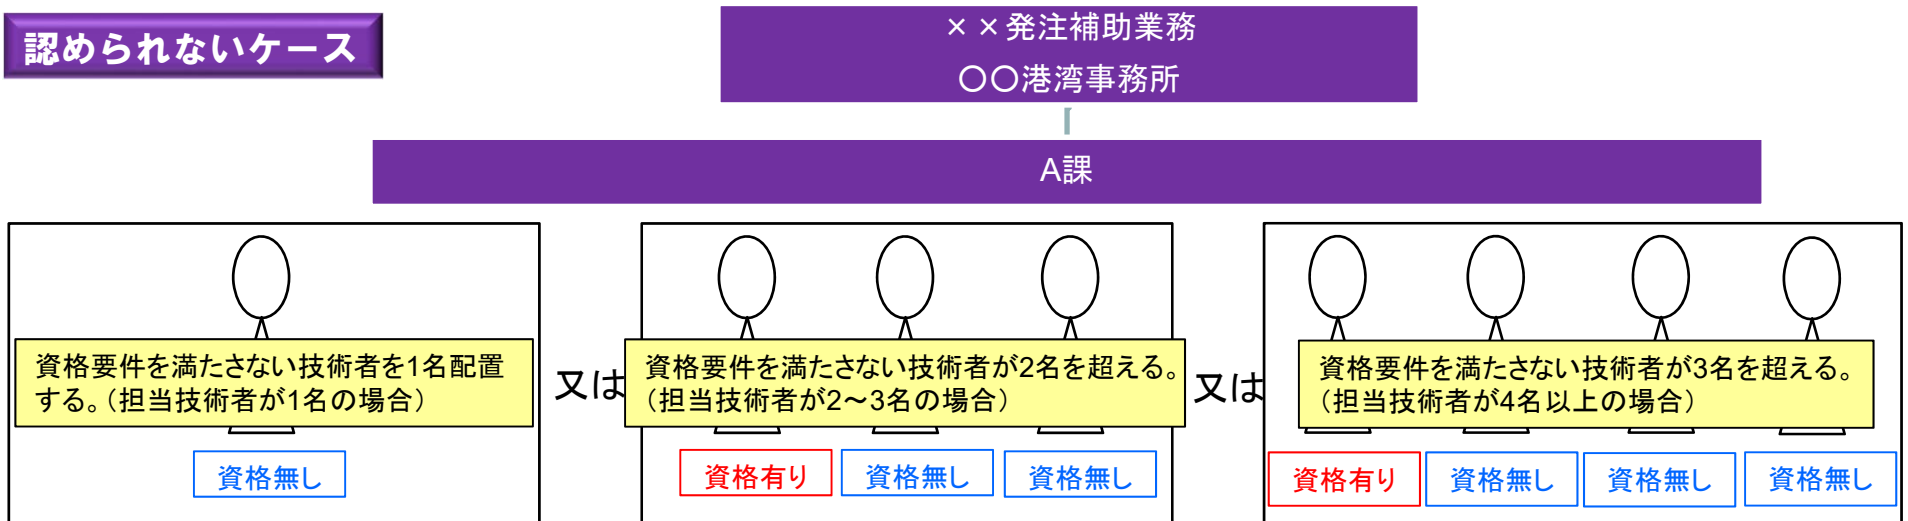 認められないケース
××発注補助業務
○○港湾事務所
A課
資格要件を満たさない技術者を1名配置
する。(担当技術者が1名の場合)
資格無し
又は
資格要件を満たさない技術者が2名を超える。
(担当技術者が2～3名の場合)
資格有り
資格無し
資格無し
又は
資格要件を満たさない技術者が3名を超える。
(担当技術者が4名以上の場合)
資格有り
資格無し
資格無し
資格無し